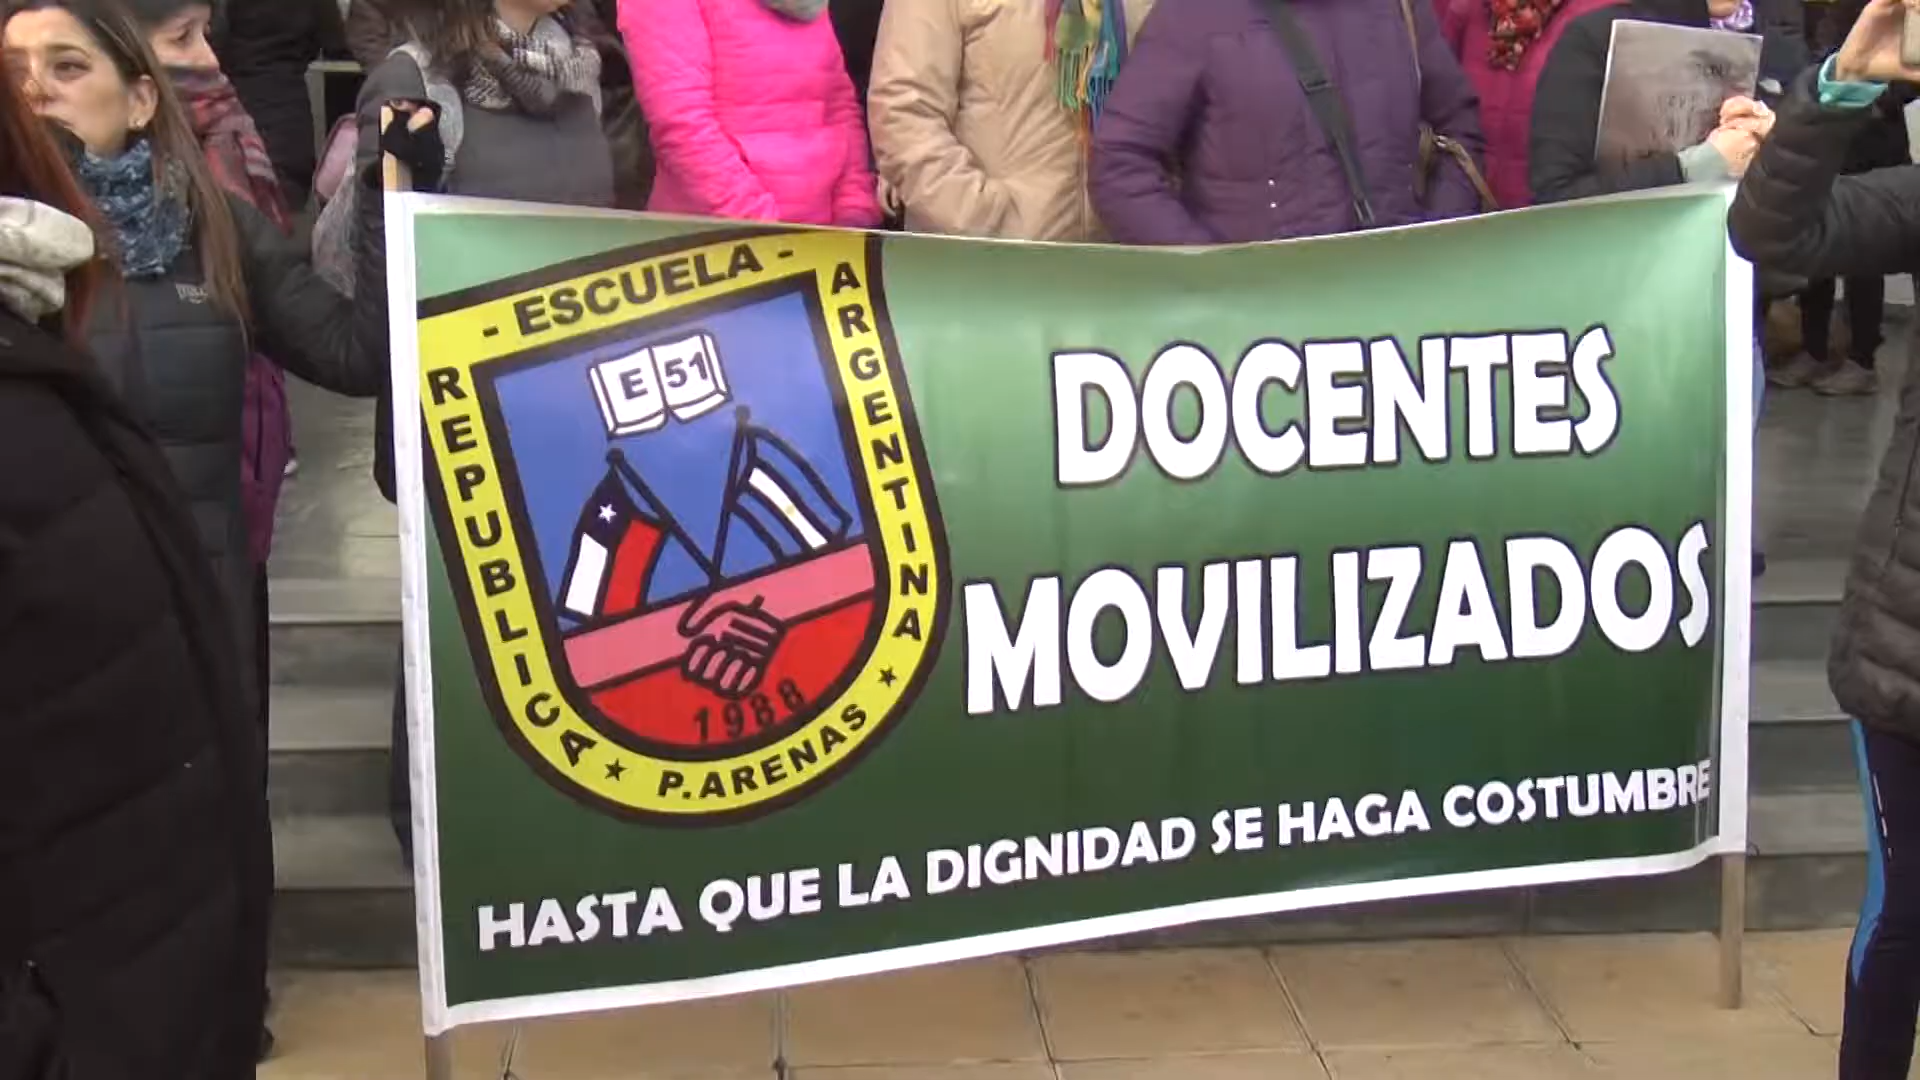 - ESCUELA -
REPUBLICA
ARGENTINA
E 51
1988
★ P. ARENAS ★
DOCENTES
MOVILIZADOS
HASTA QUE LA DIGNIDAD SE HAGA COSTUMBRE